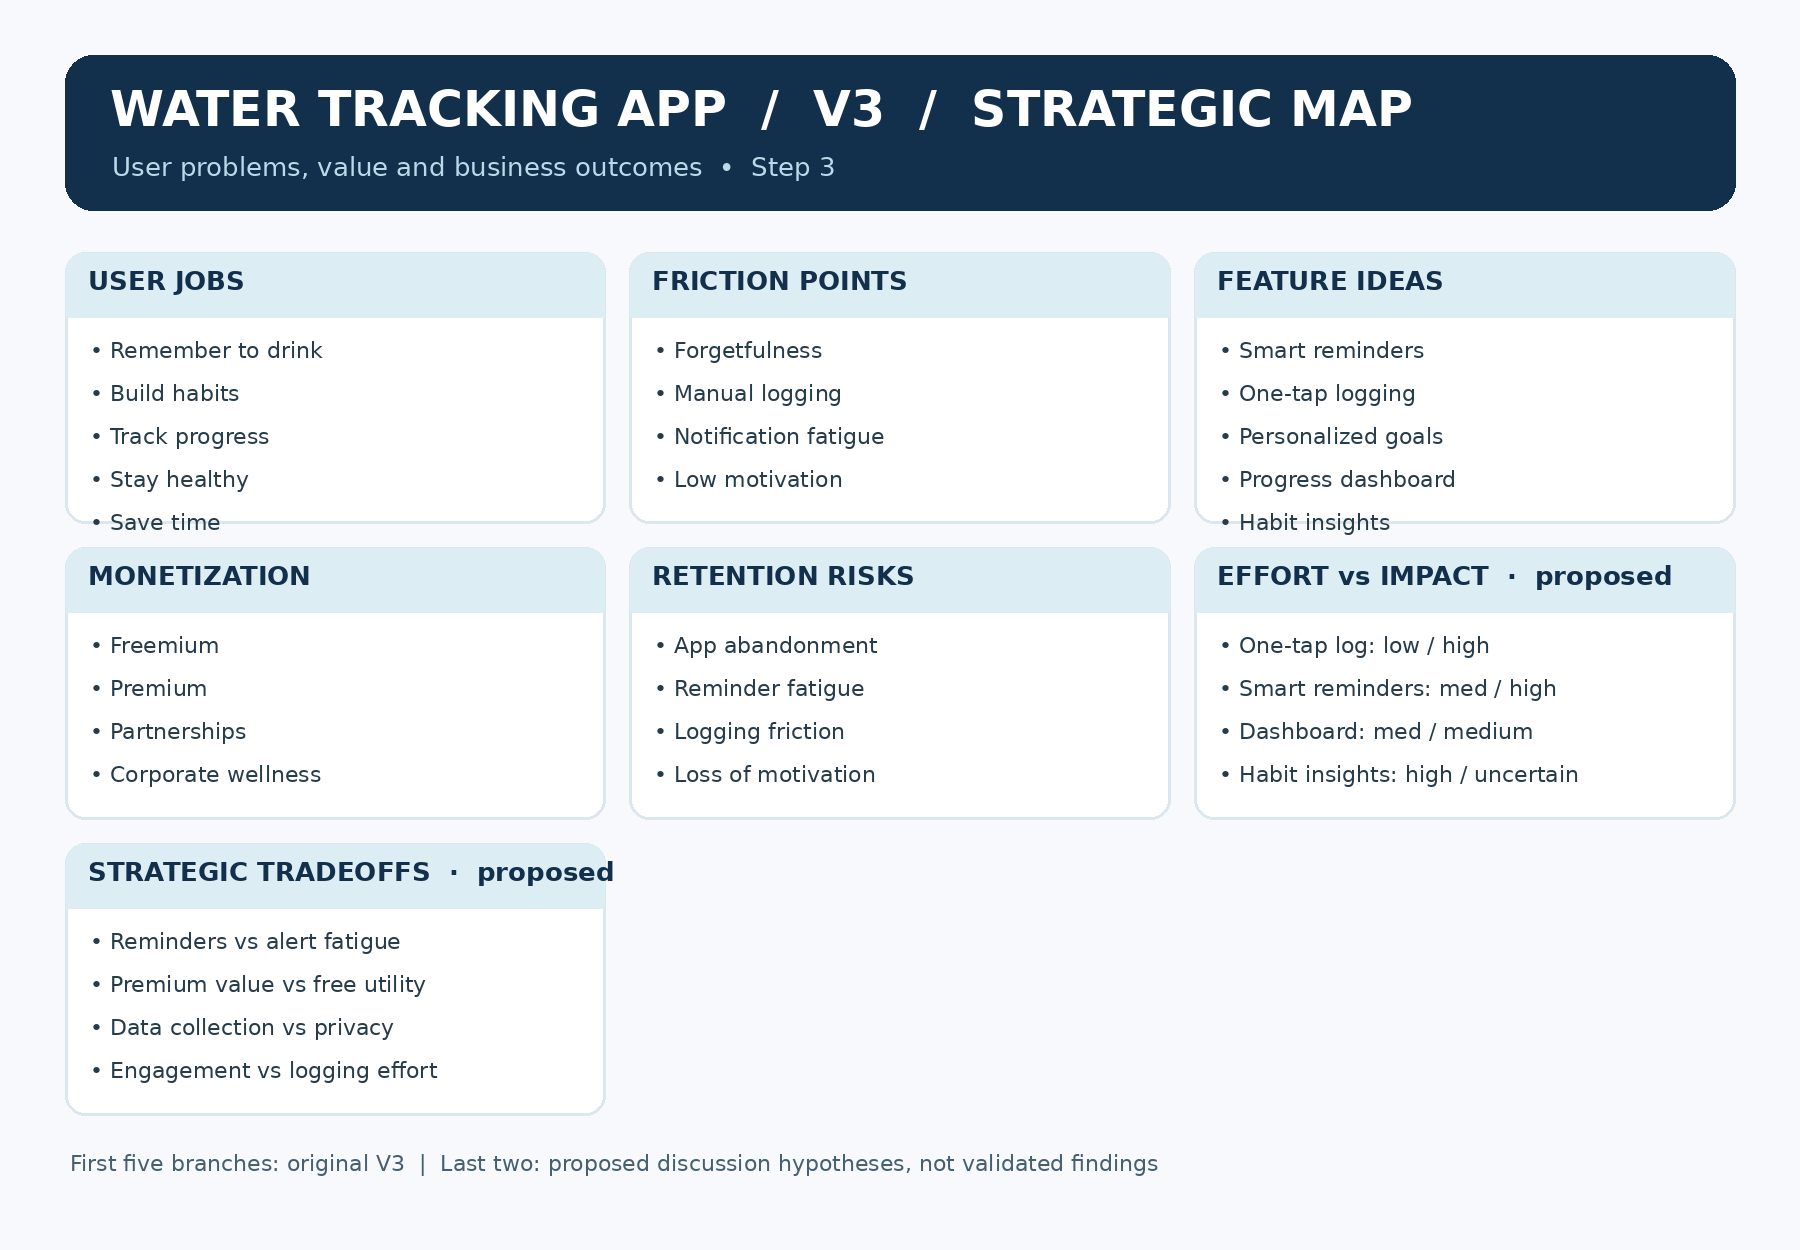 WATER TRACKING APP / V3 / STRATEGIC MAP
User problems, value and business outcomes • Step 3
USER JOBS
• Remember to drink
• Build habits
• Track progress
• Stay healthy
• Save time
FRICTION POINTS
• Forgetfulness
• Manual logging
• Notification fatigue
• Low motivation
FEATURE IDEAS
• Smart reminders
• One-tap logging
• Personalized goals
• Progress dashboard
• Habit insights
MONETIZATION
• Freemium
• Premium
• Partnerships
• Corporate wellness
RETENTION RISKS
• App abandonment
• Reminder fatigue
• Logging friction
• Loss of motivation
EFFORT vs IMPACT · proposed
• One-tap log: low / high
• Smart reminders: med / high
• Dashboard: med / medium
• Habit insights: high / uncertain
STRATEGIC TRADEOFFS · proposed
• Reminders vs alert fatigue
• Premium value vs free utility
• Data collection vs privacy
• Engagement vs logging effort
First five branches: original V3 | Last two: proposed discussion hypotheses, not validated findings